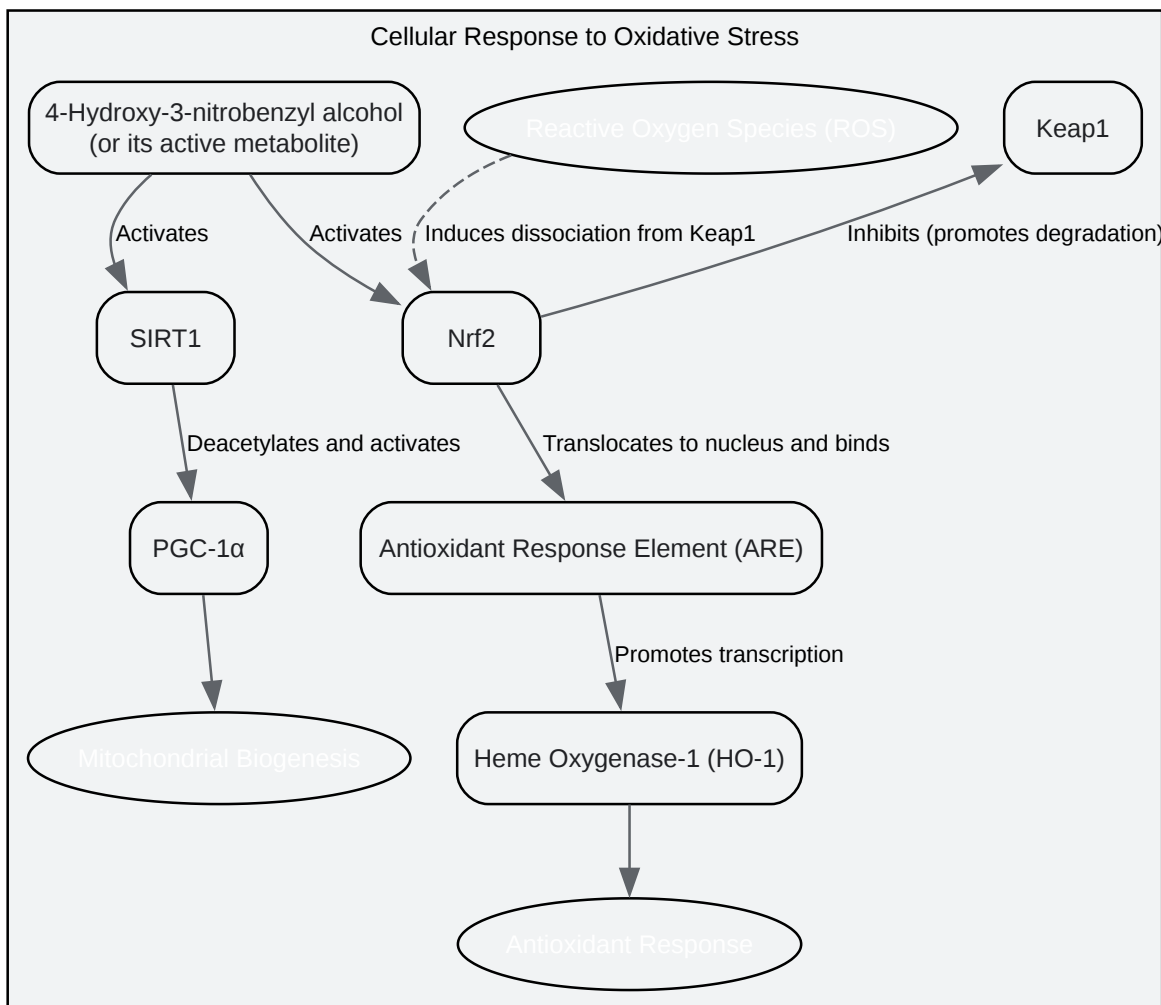 Cellular Response to Oxidative Stress
4-Hydroxy-3-nitrobenzyl alcohol
(or its active metabolite)
Reactive Oxygen Species (ROS)
Keap1
Activates
Activates
Induces dissociation from Keap1
Inhibits (promotes degradation)
SIRT1
Nrf2
Deacetylates and activates
Translocates to nucleus and binds
PGC-1α
Antioxidant Response Element (ARE)
Promotes transcription
Mitochondrial Biogenesis
Heme Oxygenase-1 (HO-1)
Antioxidant Response